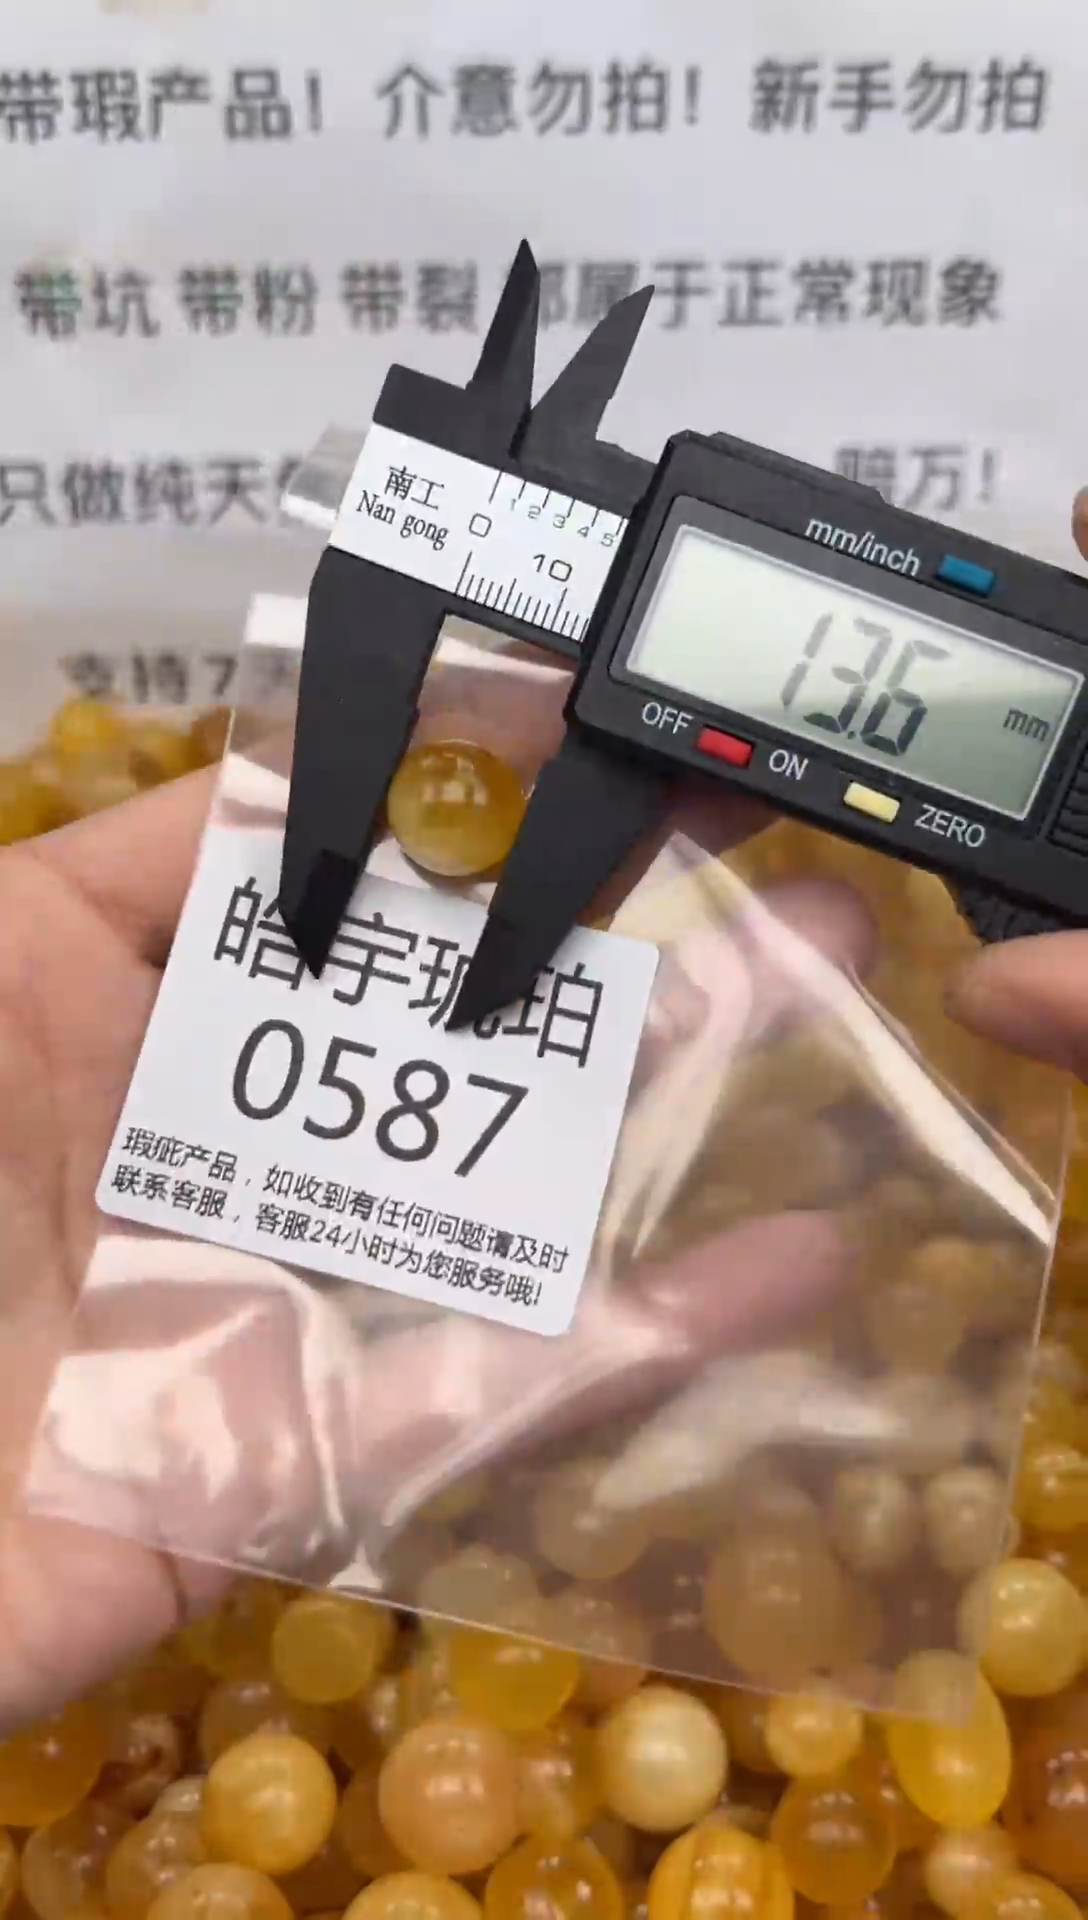 带瑕产品！ 介意勿拍！ 新手勿拍
带坑 带粉 带裂 都属于正常现象
只做纯天
赔万！
支持7
南工
Nan gong
0 1 2 3 4 5
10
mm/inch
13.6 mm
OFF ON ZERO
皓宇琥珀
0587
瑕疵产品，如收到有任何问题请及时
联系客服，客服24小时为您服务哦!